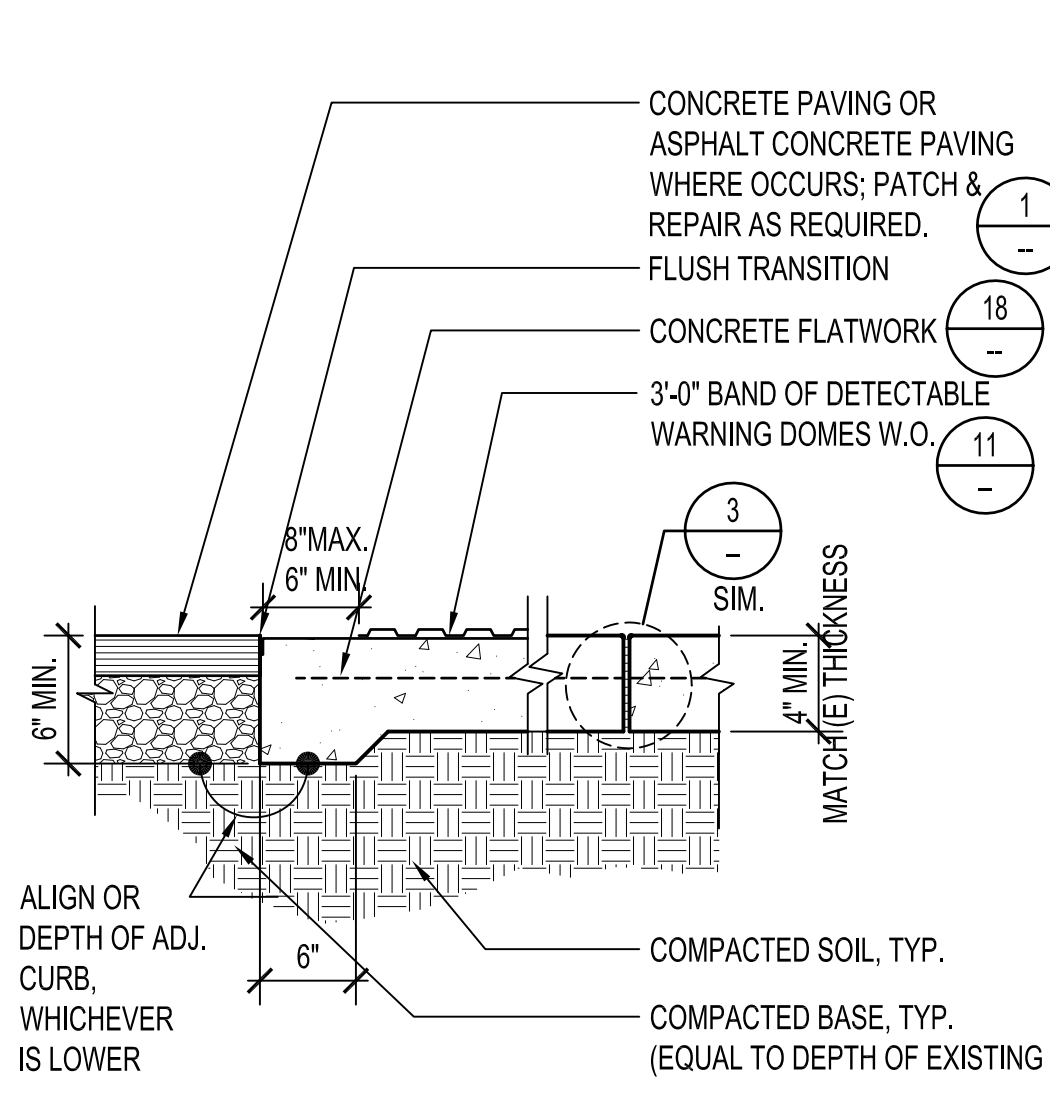 CONCRETE PAVING OR
ASPHALT CONCRETE PAVING
WHERE OCCURS; PATCH &
REPAIR AS REQUIRED.
1
--
FLUSH TRANSITION
CONCRETE FLATWORK
18
--
3'-0" BAND OF DETECTABLE
WARNING DOMES W.O.
11
–
3
–
SIM.
8"MAX.
6" MIN.
6" MIN.
4" MIN.
MATCH(E) THICKNESS
ALIGN OR
DEPTH OF ADJ.
CURB,
WHICHEVER
IS LOWER
6"
COMPACTED SOIL, TYP.
COMPACTED BASE, TYP.
(EQUAL TO DEPTH OF EXISTING